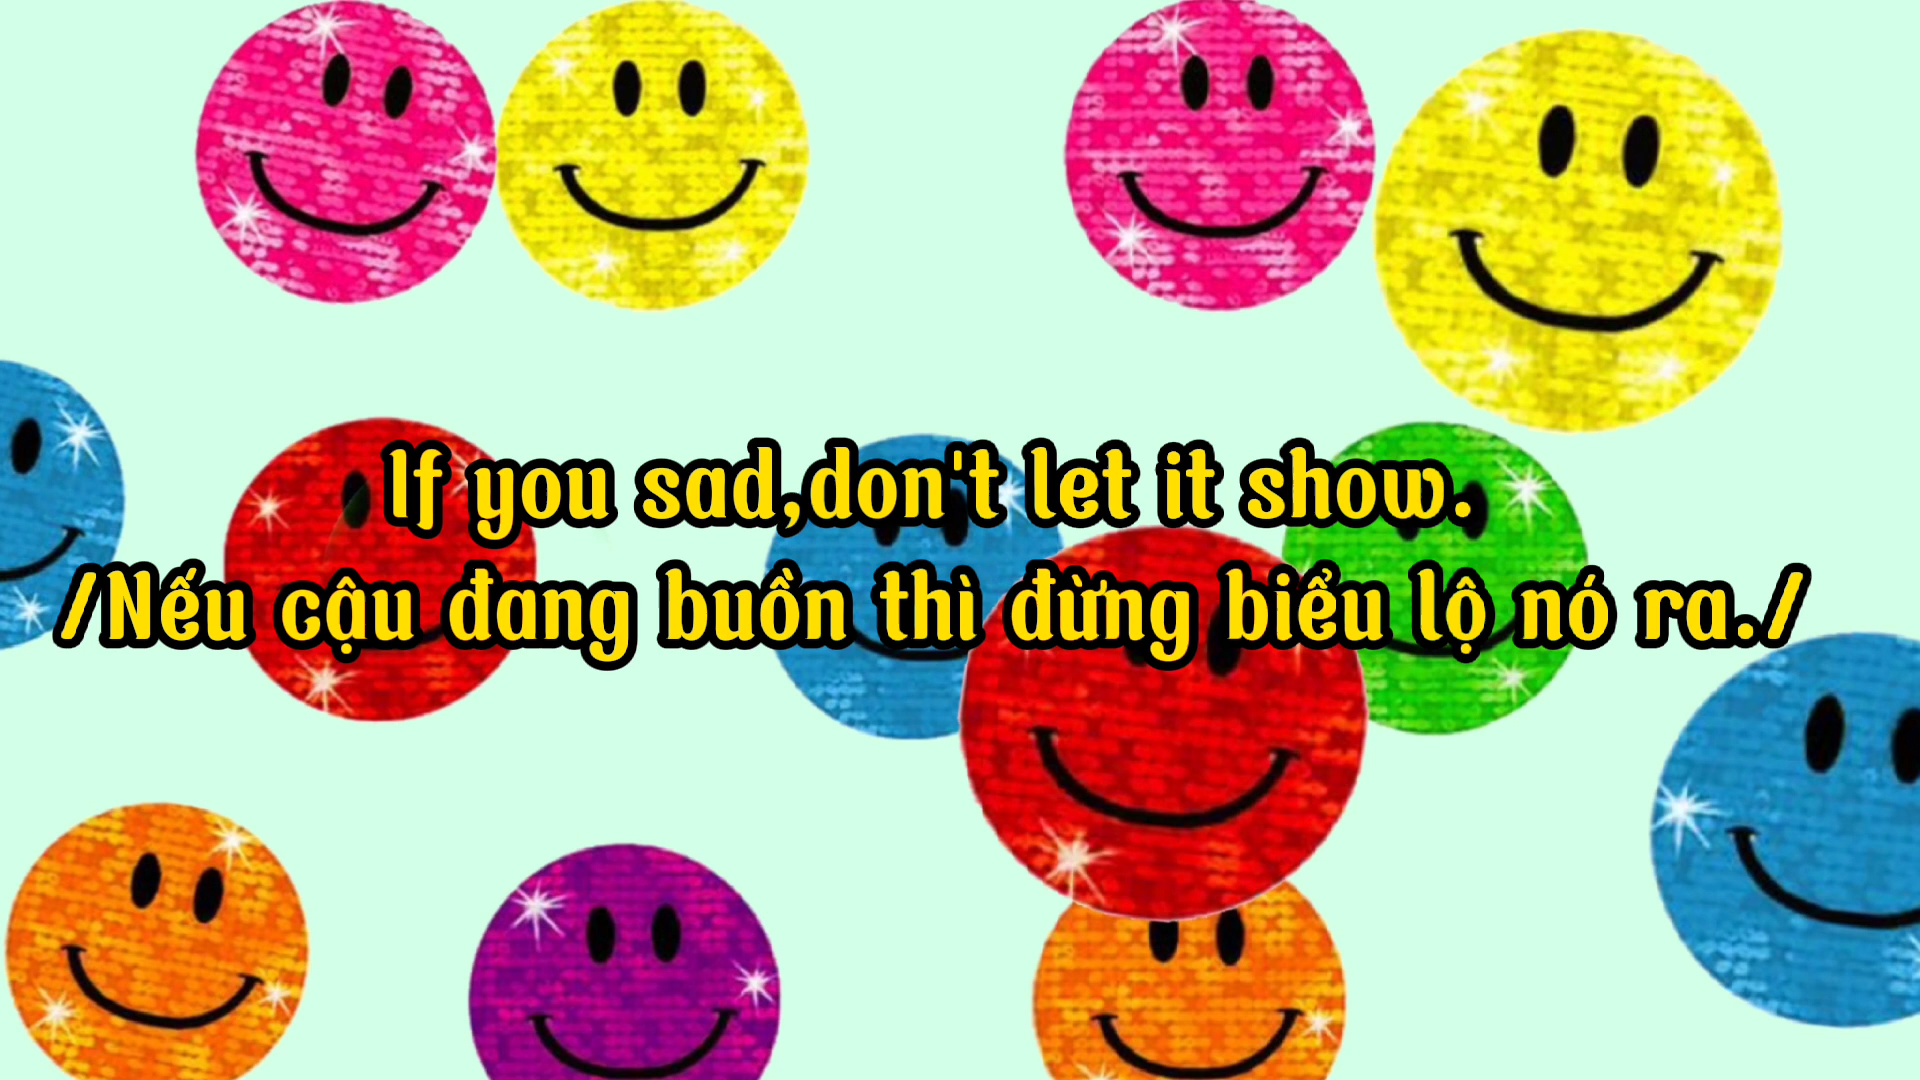 If you sad,don't let it show.
/Nếu cậu đang buồn thì đừng biểu lộ nó ra./